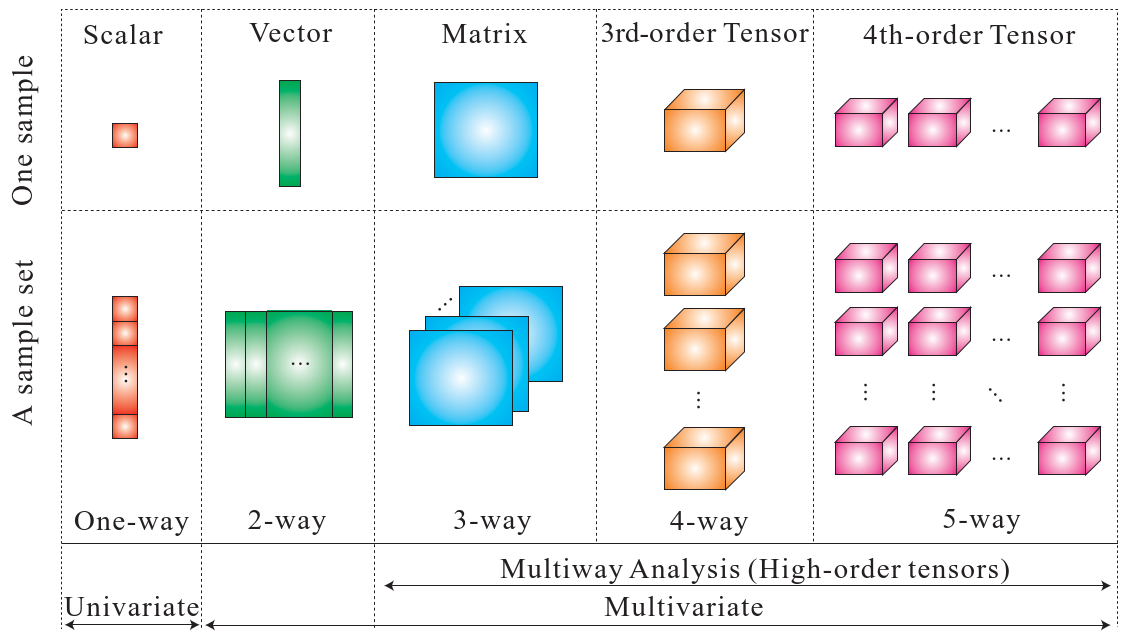 Scalar
Vector
Matrix
3rd-order Tensor
4th-order Tensor
One sample
...
A sample set
...
...
...
...
...
...
...
...
...
...
...
...
One-way
2-way
3-way
4-way
5-way
Multiway Analysis (High-order tensors)
Univariate
Multivariate